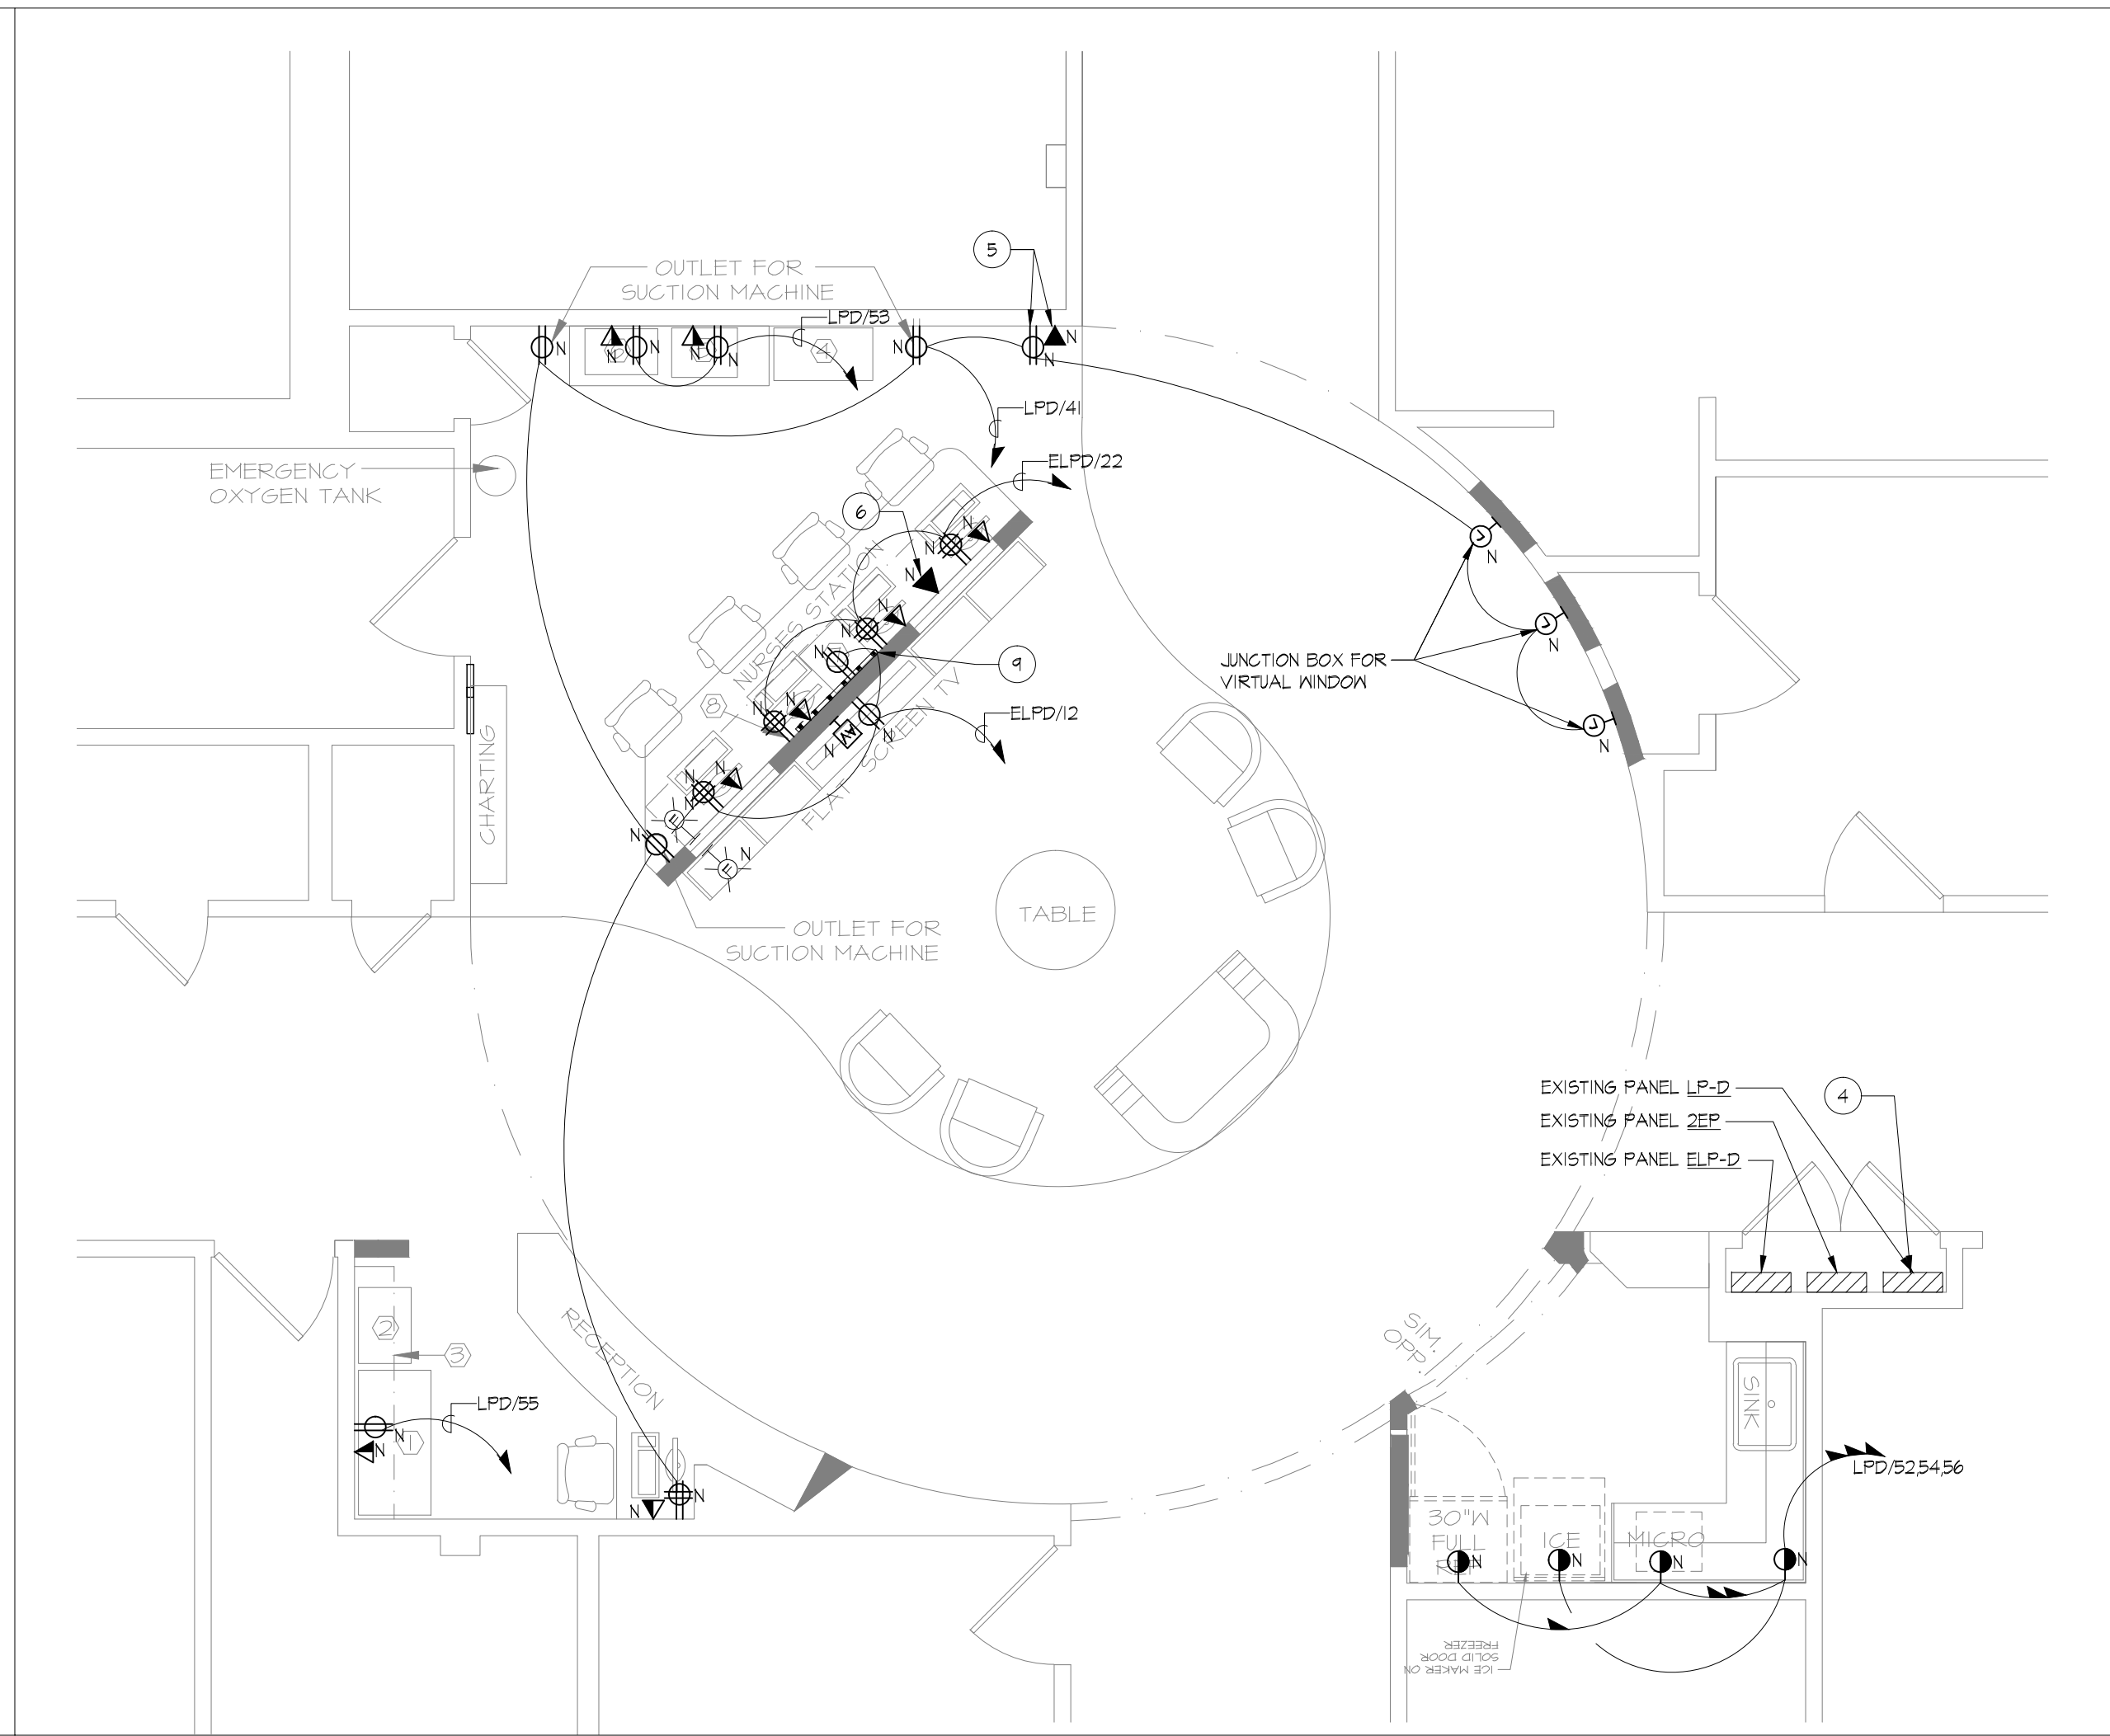 5
OUTLET FOR
SUCTION MACHINE
LPD/53
N
N
N
N
N
N
N
N
4
LPD/41
ELPD/22
EMERGENCY
OXYGEN TANK
6
N
N
N
N
N
N
NURSES STATION
N
9
JUNCTION BOX FOR
VIRTUAL WINDOW
N
N
N
8
N
N
ELPD/12
AV
N
N
FLAT SCREEN TV
CHARTING
N
N
N
F
N
F
N
TABLE
OUTLET FOR
SUCTION MACHINE
EXISTING PANEL LP-D
4
EXISTING PANEL 2EP
EXISTING PANEL ELP-D
2
3
RECEPTION
SIM.
OPP.
LPD/55
N
1
N
SINK
LPD/52,54,56
N
N
30"W
FULL
REF
ICE
MICRO
N
N
N
N
ICE MAKER ON
SOLID DOOR
FREEZER